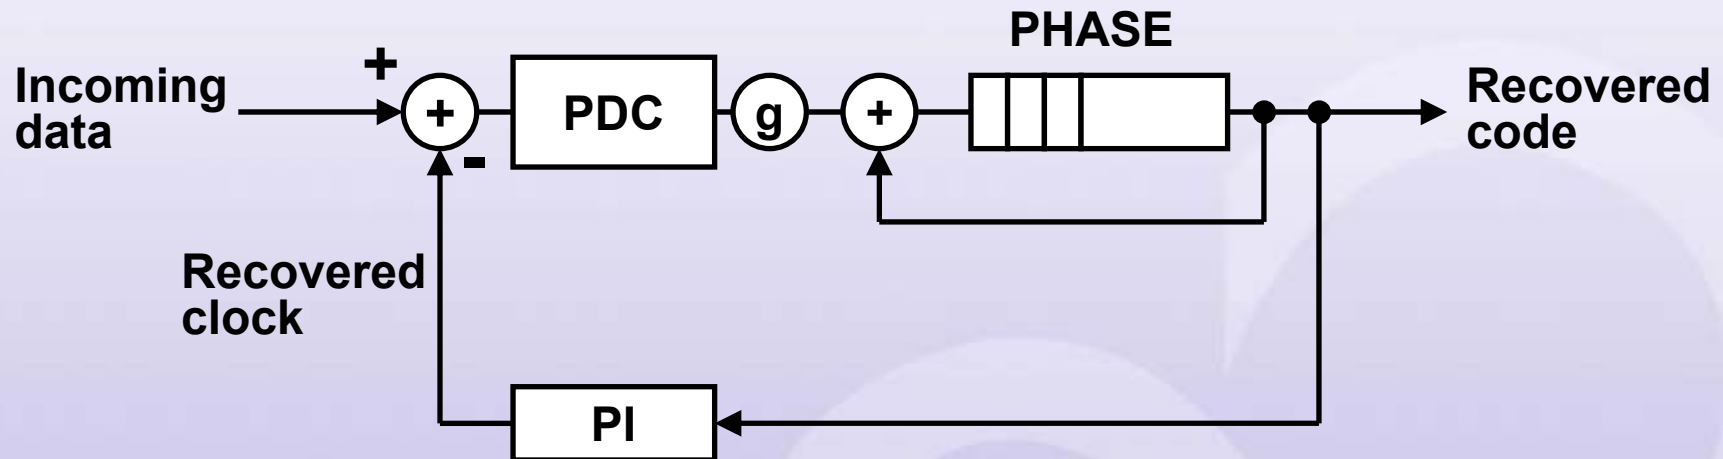 PHASE
Incoming
data
+
+
PDC
g
+
Recovered
code
-
Recovered
clock
PI